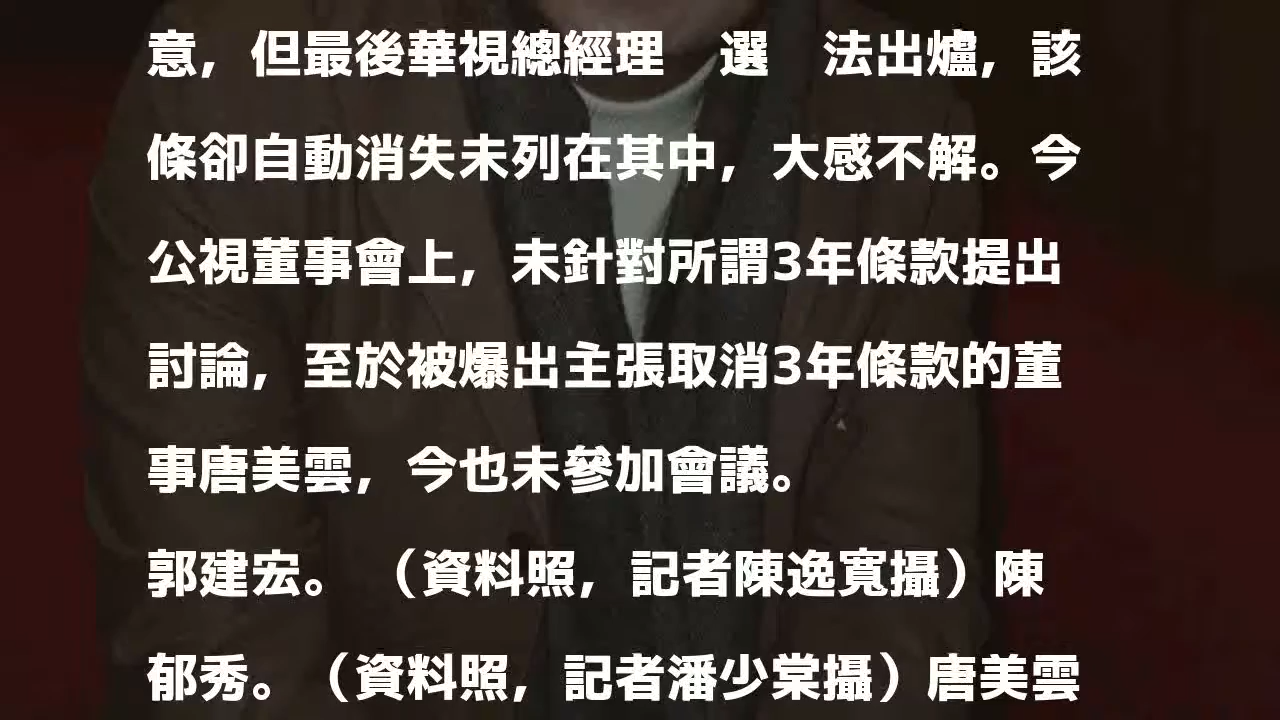 意，但最後華視總經理　選　法出爐，該
條卻自動消失未列在其中，大感不解。今
公視董事會上，未針對所謂3年條款提出
討論，至於被爆出主張取消3年條款的董
事唐美雲，今也未參加會議。
郭建宏。（資料照，記者陳逸寬攝）陳
郁秀。（資料照，記者潘少棠攝）唐美雲